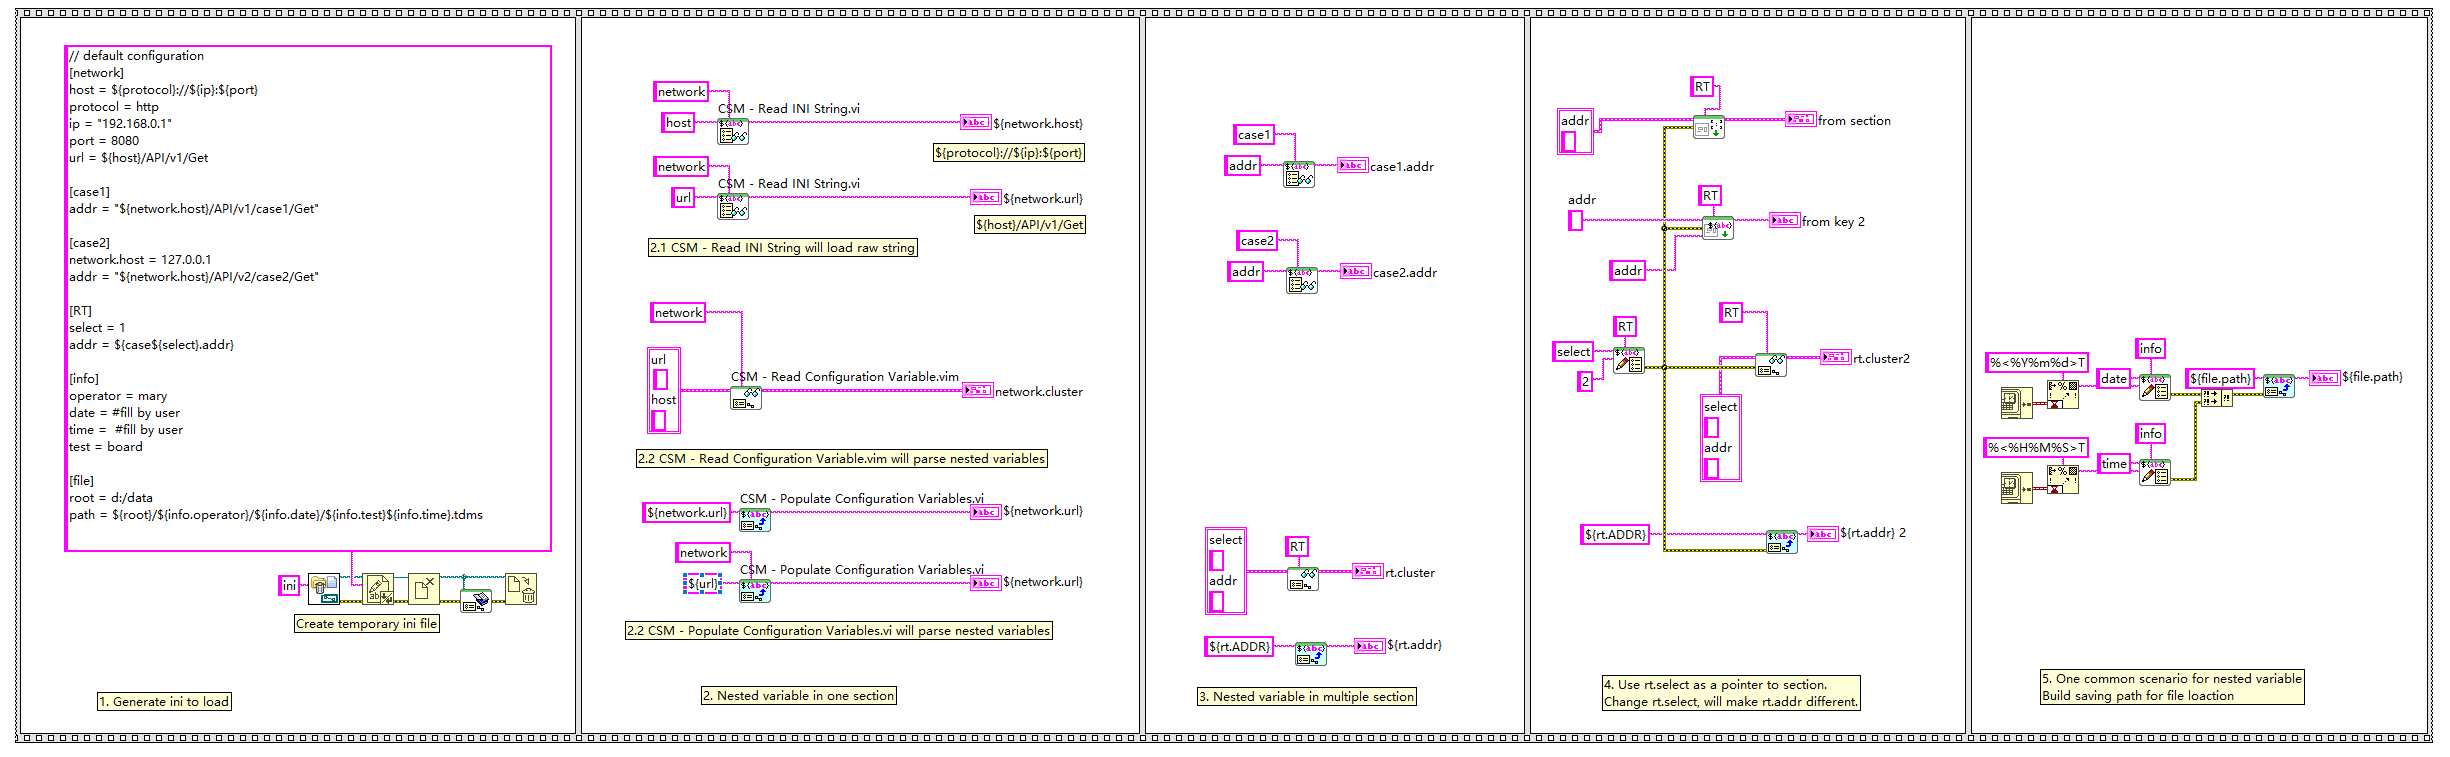 // default configuration
[network]
host = ${protocol}://${ip}:${port}
protocol = http
ip = "192.168.0.1"
port = 8080
url = ${host}/API/v1/Get
[case1]
addr = "${network.host}/API/v1/case1/Get"
[case2]
network.host = 127.0.0.1
addr = "${network.host}/API/v2/case2/Get"
[RT]
select = 1
addr = ${case${select}.addr}
[info]
operator = mary
date = #fill by user
time =  #fill by user
test = board
[file]
root = d:/data
path = ${root}/${info.operator}/${info.date}/${info.test}${info.time}.tdms
ini
Create temporary ini file
1. Generate ini to load
network
CSM - Read INI String.vi
host
abc
${network.host}
${protocol}://${ip}:${port}
network
CSM - Read INI String.vi
url
abc
${network.url}
${host}/API/v1/Get
2.1 CSM - Read INI String will load raw string
network
url
host
CSM - Read Configuration Variable.vim
network.cluster
2.2 CSM - Read Configuration Variable.vim will parse nested variables
CSM - Populate Configuration Variables.vi
${network.url}
abc
${network.url}
network
CSM - Populate Configuration Variables.vi
${url}
abc
${network.url}
2.2 CSM - Populate Configuration Variables.vi will parse nested variables
2. Nested variable in one section
case1
addr
abc
case1.addr
case2
addr
abc
case2.addr
select
addr
RT
rt.cluster
${rt.ADDR}
abc
${rt.addr}
3. Nested variable in multiple section
RT
addr
from section
RT
addr
abc
from key 2
addr
RT
select
2
RT
rt.cluster2
select
addr
${rt.ADDR}
abc
${rt.addr} 2
4. Use rt.select as a pointer to section.
Change rt.select, will make rt.addr different.
%<%Y%m%d>T
info
date
${file.path}
abc
${file.path}
%<%H%M%S>T
info
time
5. One common scenario for nested variable
Build saving path for file loaction